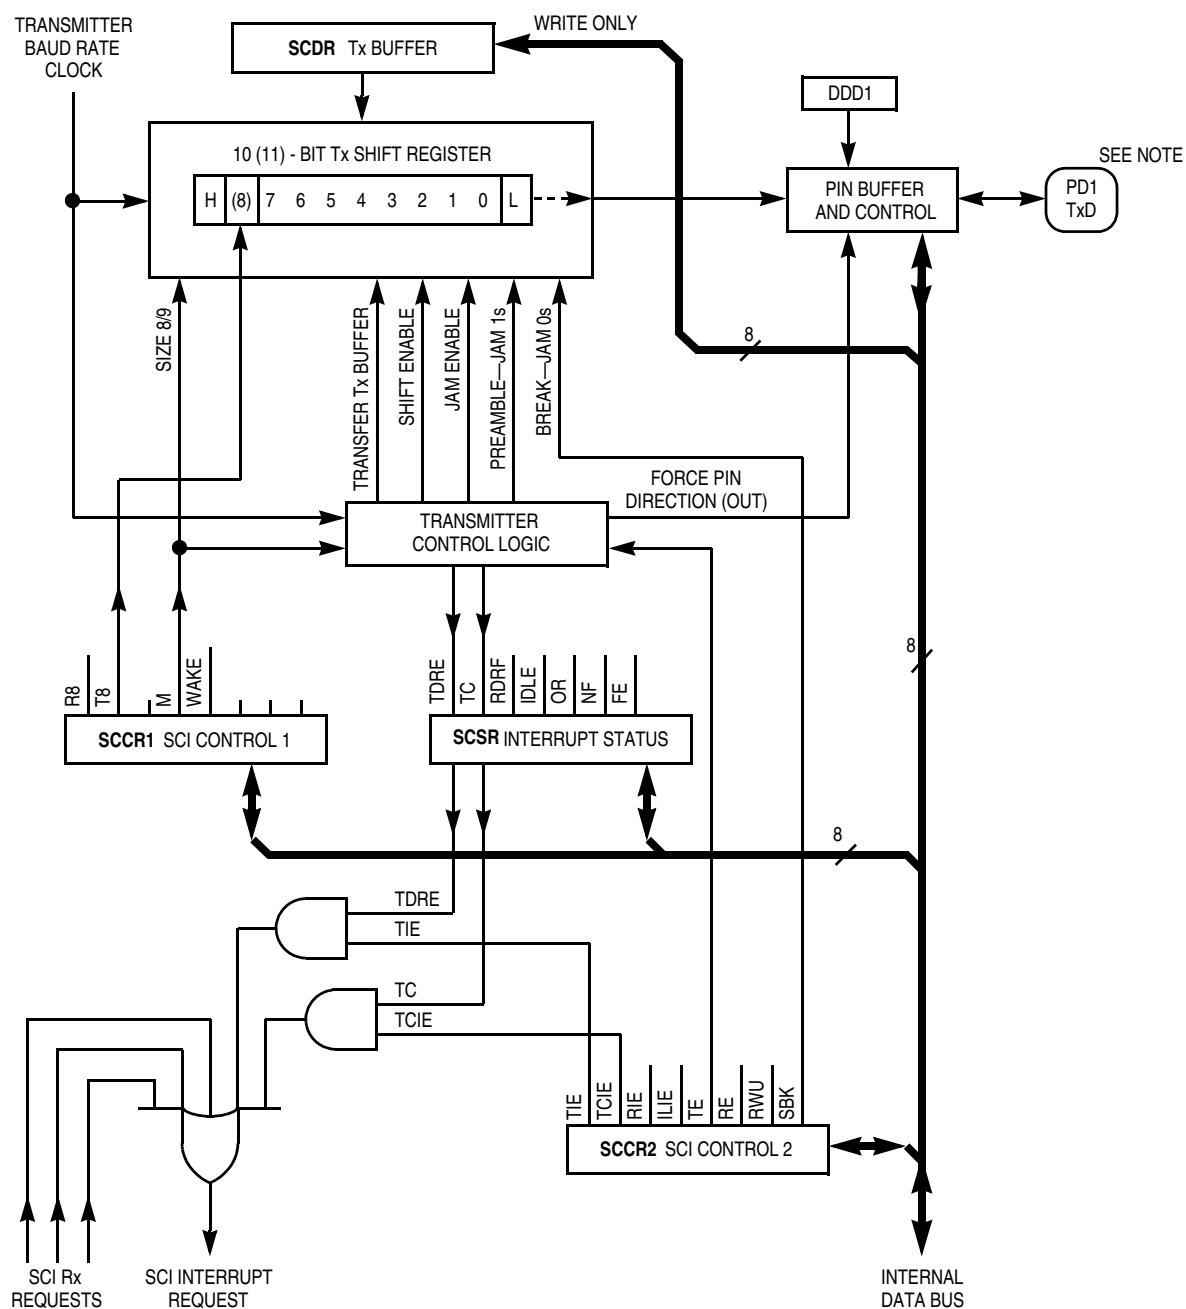 TRANSMITTER
BAUD RATE
CLOCK
SCDR Tx BUFFER
WRITE ONLY
DDD1
10 (11) - BIT Tx SHIFT REGISTER
H (8) 7 6 5 4 3 2 1 0 L
PIN BUFFER
AND CONTROL
SEE NOTE
PD1
TxD
SIZE 8/9
TRANSFER Tx BUFFER
SHIFT ENABLE
JAM ENABLE
PREAMBLE—JAM 1s
BREAK—JAM 0s
8
FORCE PIN
DIRECTION (OUT)
TRANSMITTER
CONTROL LOGIC
8
R8
T8
M
WAKE
TDRE
TC
RDRF
IDLE
OR
NF
FE
SCCR1 SCI CONTROL 1
SCSR INTERRUPT STATUS
8
TDRE
TIE
TC
TCIE
TIE
TCIE
RIE
ILIE
TE
RE
RWU
SBK
SCCR2 SCI CONTROL 2
SCI Rx
REQUESTS
SCI INTERRUPT
REQUEST
INTERNAL
DATA BUS